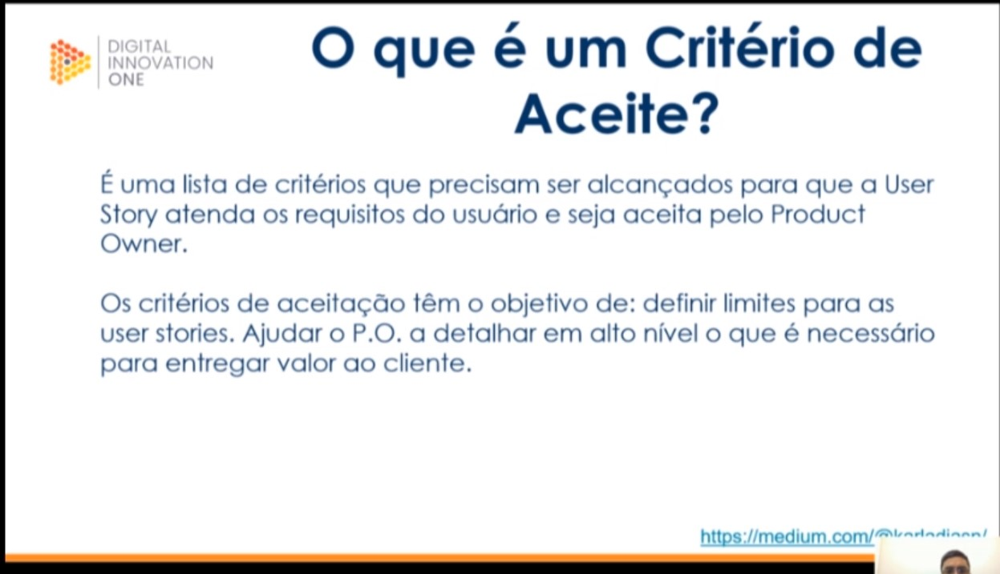 DIGITAL
INNOVATION
ONE
O que é um Critério de
Aceite?
É uma lista de critérios que precisam ser alcançados para que a User
Story atenda os requisitos do usuário e seja aceita pelo Product
Owner.
Os critérios de aceitação têm o objetivo de: definir limites para as
user stories. Ajudar o P.O. a detalhar em alto nível o que é necessário
para entregar valor ao cliente.
https://medium.com/